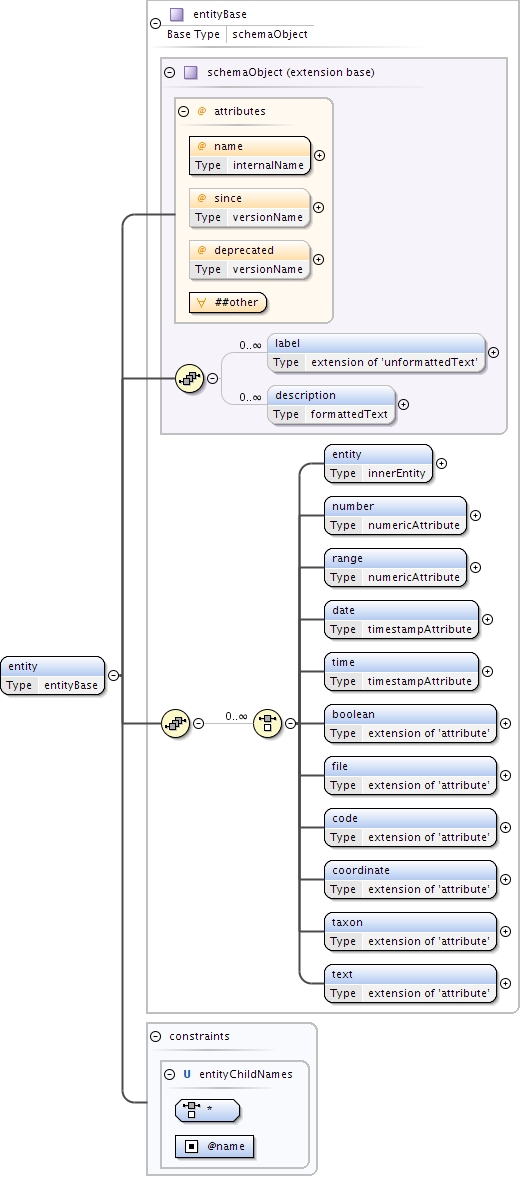 entityBase
Base Type schemaObject
schemaObject (extension base)
@ attributes
@ name
Type internalName
@ since
Type versionName
@ deprecated
Type versionName
∀ ##other
0..∞ label
Type extension of 'unformattedText'
0..∞ description
Type formattedText
entity
Type innerEntity
number
Type numericAttribute
range
Type numericAttribute
date
Type timestampAttribute
time
Type timestampAttribute
entity
Type entityBase
0..∞
boolean
Type extension of 'attribute'
file
Type extension of 'attribute'
code
Type extension of 'attribute'
coordinate
Type extension of 'attribute'
taxon
Type extension of 'attribute'
text
Type extension of 'attribute'
constraints
U entityChildNames
*
@name